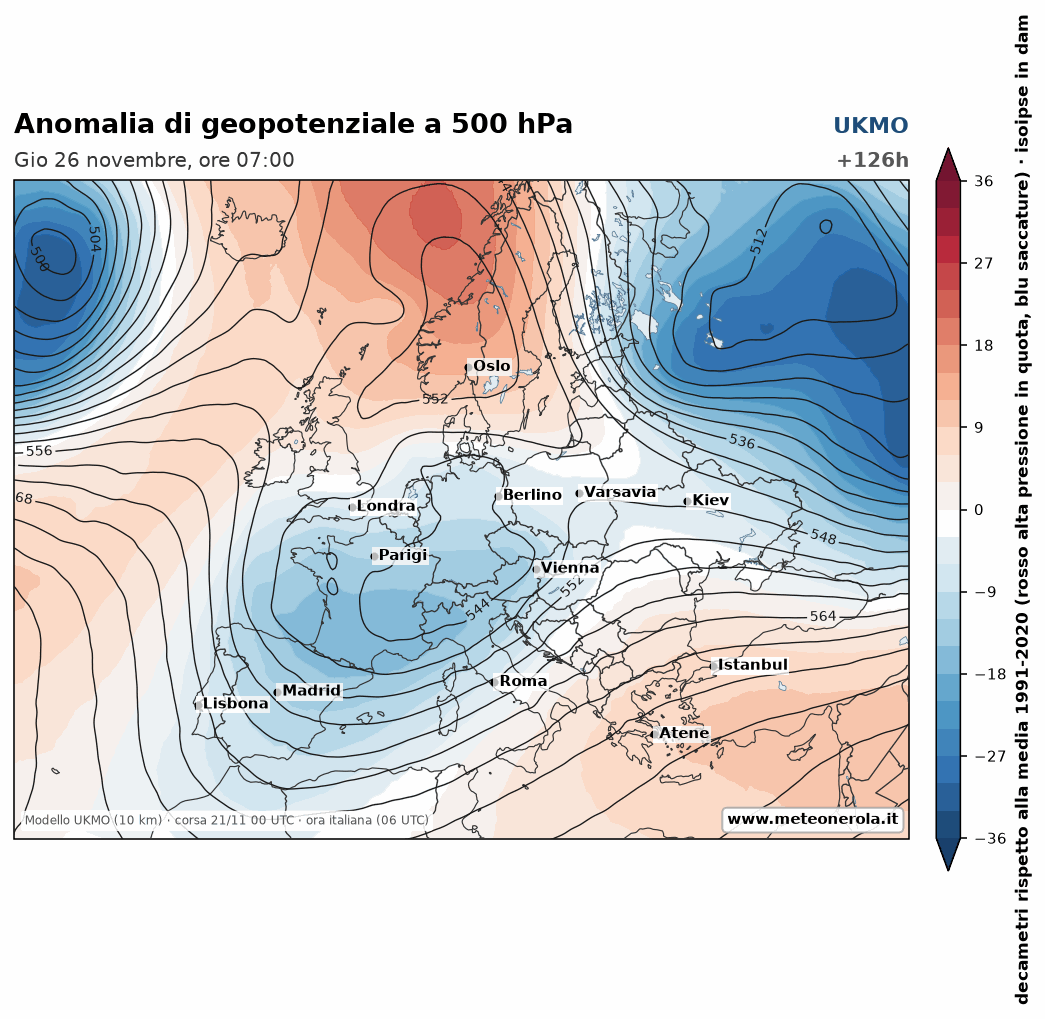 Anomalia di geopotenziale a 500 hPa
UKMO
Gio 26 novembre, ore 07:00
+126h
decametri rispetto alla media 1991-2020 (rosso alta pressione in quota, blu saccature) · isoipse in dam
36
27
18
9
0
−9
−18
−27
−36
504
500
512
Oslo
552
556
536
68
Berlino
Varsavia
Kiev
Londra
548
Parigi
Vienna
552
544
564
Istanbul
Roma
Madrid
Lisbona
Atene
Modello UKMO (10 km) · corsa 21/11 00 UTC · ora italiana (06 UTC)
www.meteonerola.it